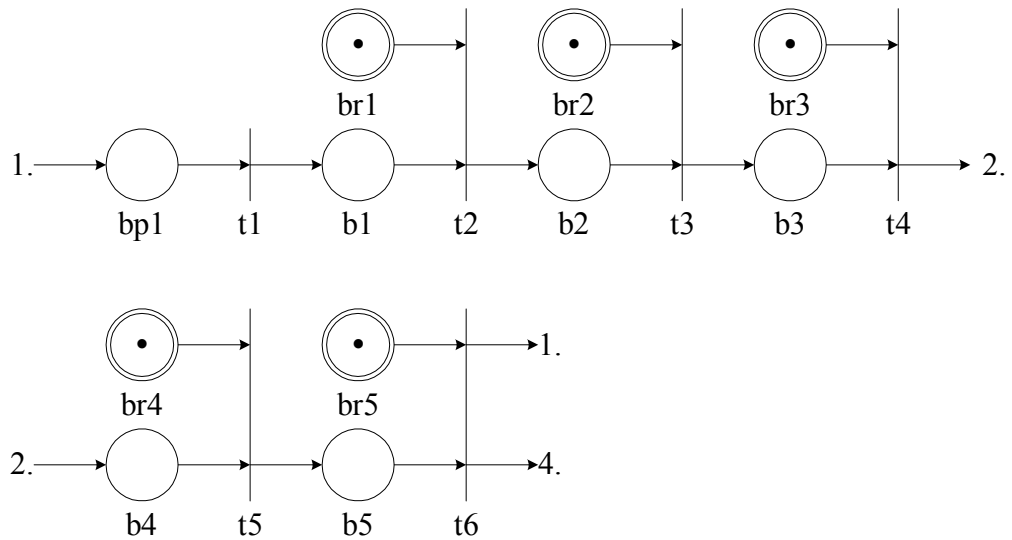 br1 br2 br3
1. 2.
bp1 t1 b1 t2 b2 t3 b3 t4
1.
br4 br5
2. 4.
b4 t5 b5 t6